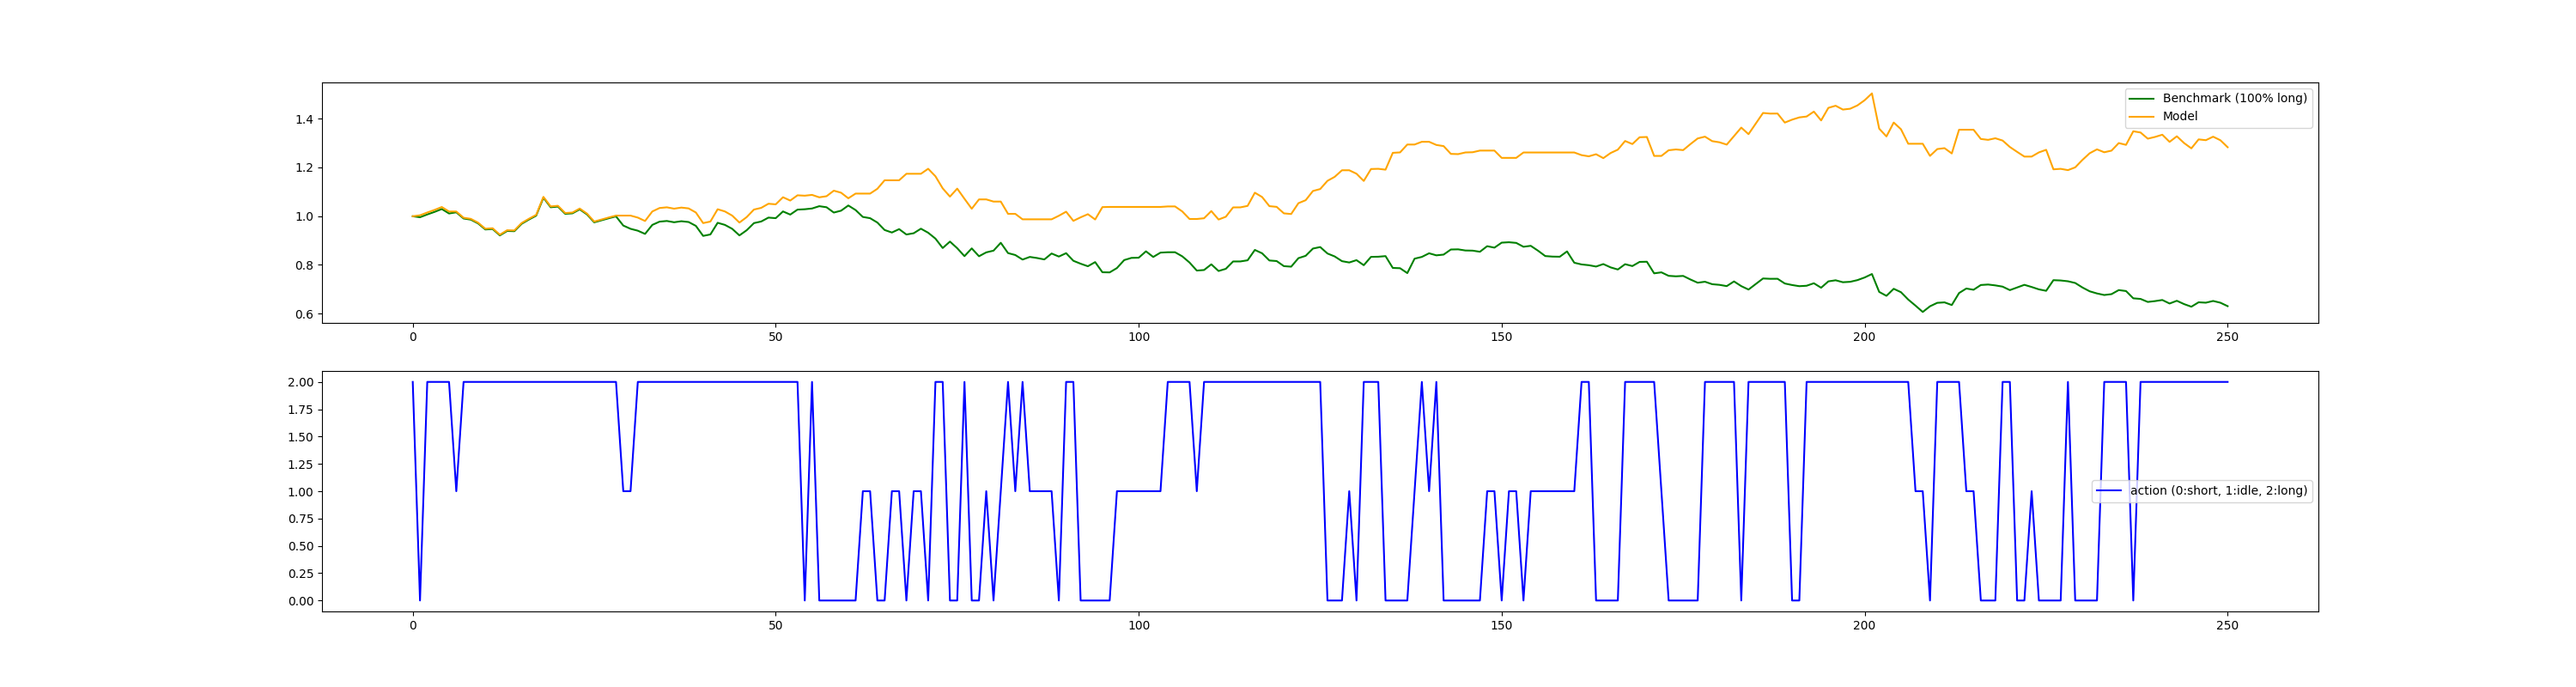 Benchmark (100% long)
Model
1.4
1.2
1.0
0.8
0.6
0 50 100 150 200 250
2.00
1.75
1.50
1.25
1.00
0.75
0.50
0.25
0.00
action (0:short, 1:idle, 2:long)
0 50 100 150 200 250